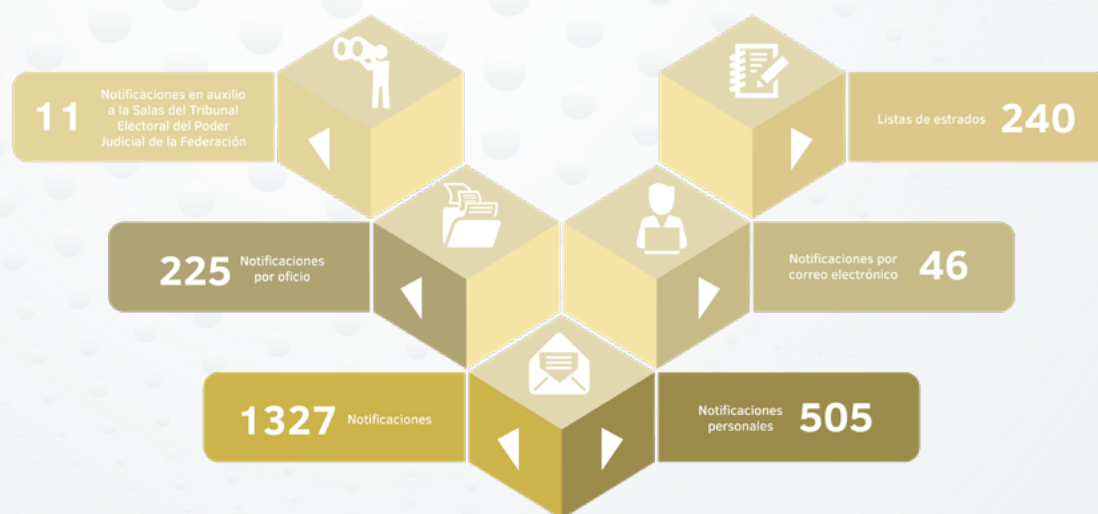 11
Notificaciones en auxilio
a la Salas del Tribunal
Electoral del Poder
Judicial de la Federación
Listas de estrados 240
225
Notificaciones
por oficio
Notificaciones por
correo electrónico
46
1327 Notificaciones
Notificaciones
personales
505